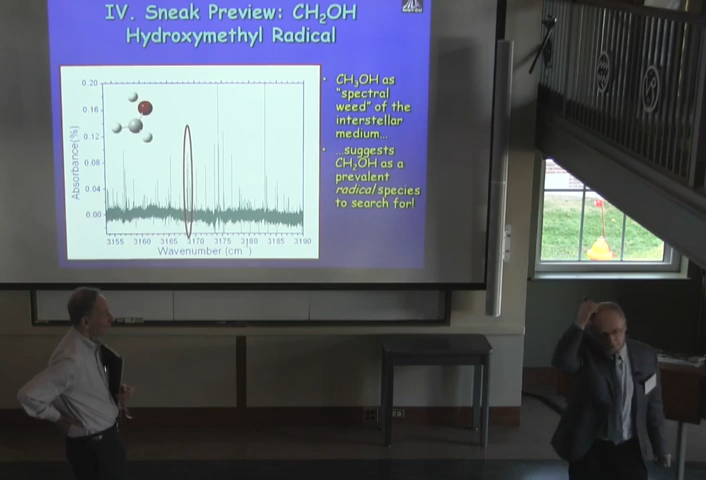 IV. Sneak Preview: CH₂OH
Hydroxymethyl Radical
CH₃OH as
"spectral
weed" of the
interstellar
medium...
...suggests
CH₂OH as a
prevalent
radical species
to search for!
Absorbance(%)
0.20
0.16
0.12
0.08
0.04
0.00
3155 3160 3165 3170 3175 3180 3185 3190
Wavenumber (cm⁻)